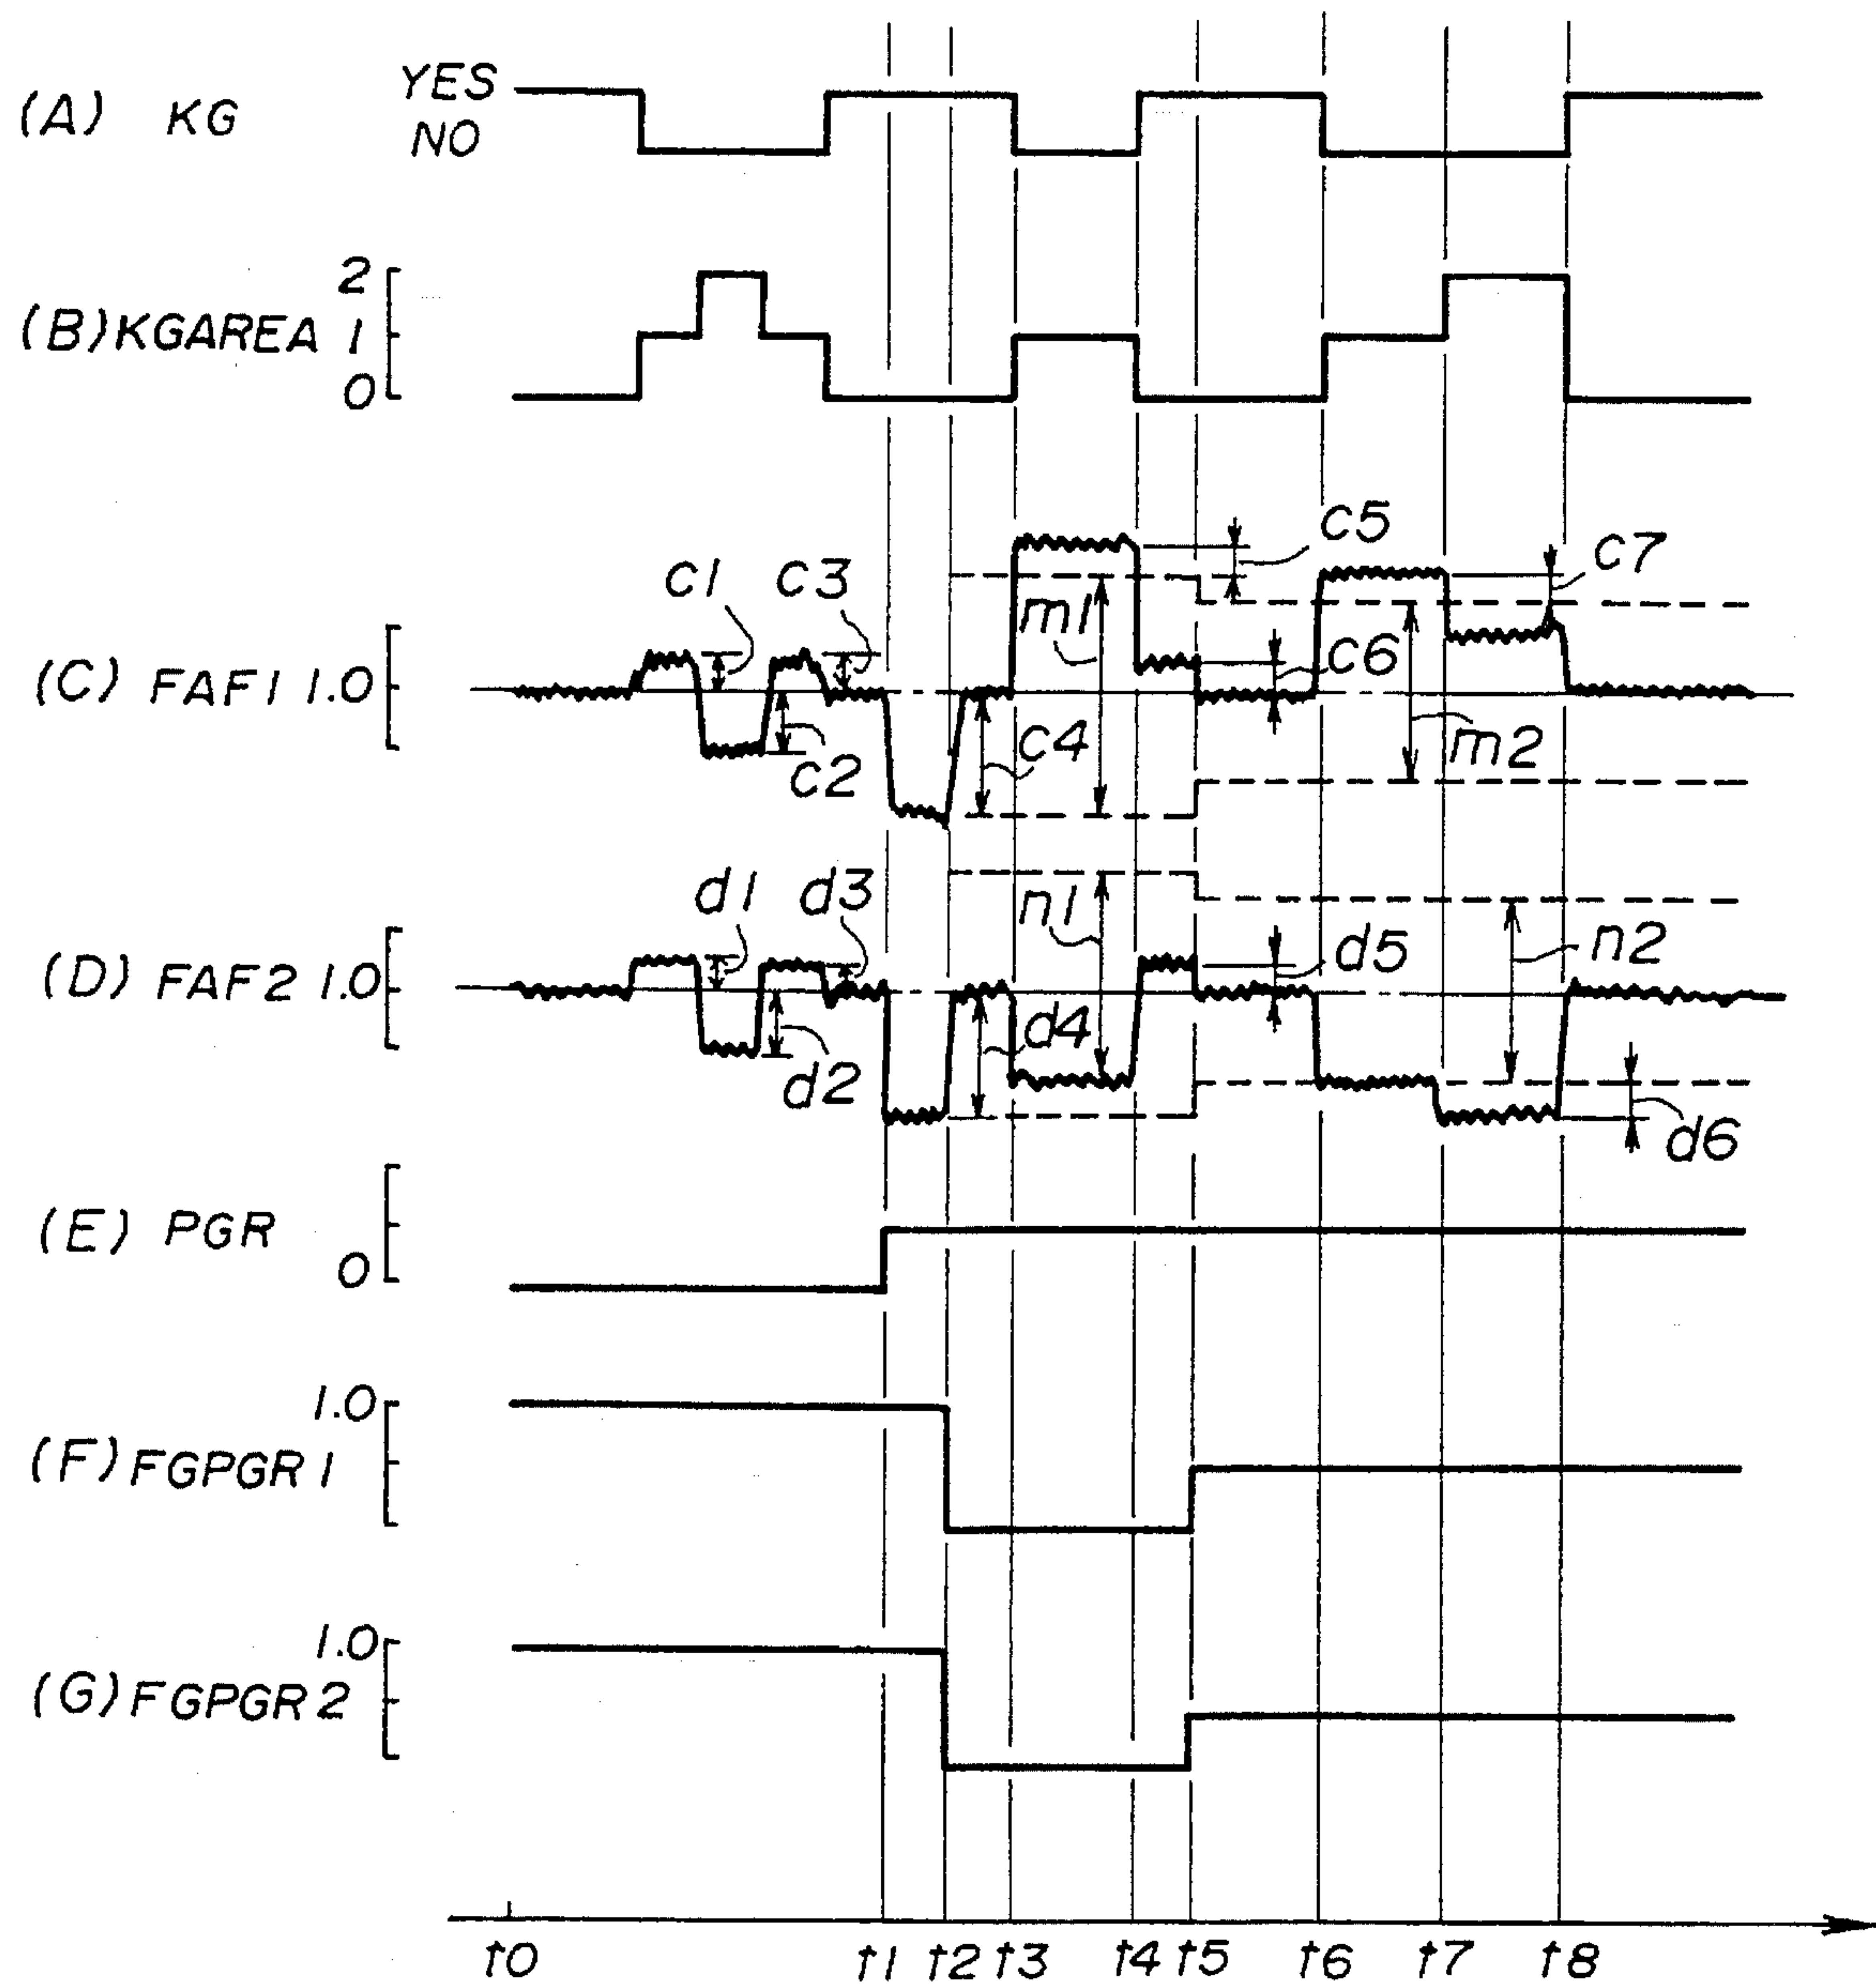 (A) KG YES
NO
(B) KGAREA 2
1
0
(C) FAF1 1.0
c1
c2
c3
c4
c5
c6
c7
m1
m2
(D) FAF2 1.0
d1
d2
d3
d4
d5
d6
n1
n2
(E) PGR
0
1.0
(F) FGPGR1
1.0
(G) FGPGR2
t0 t1 t2 t3 t4 t5 t6 t7 t8